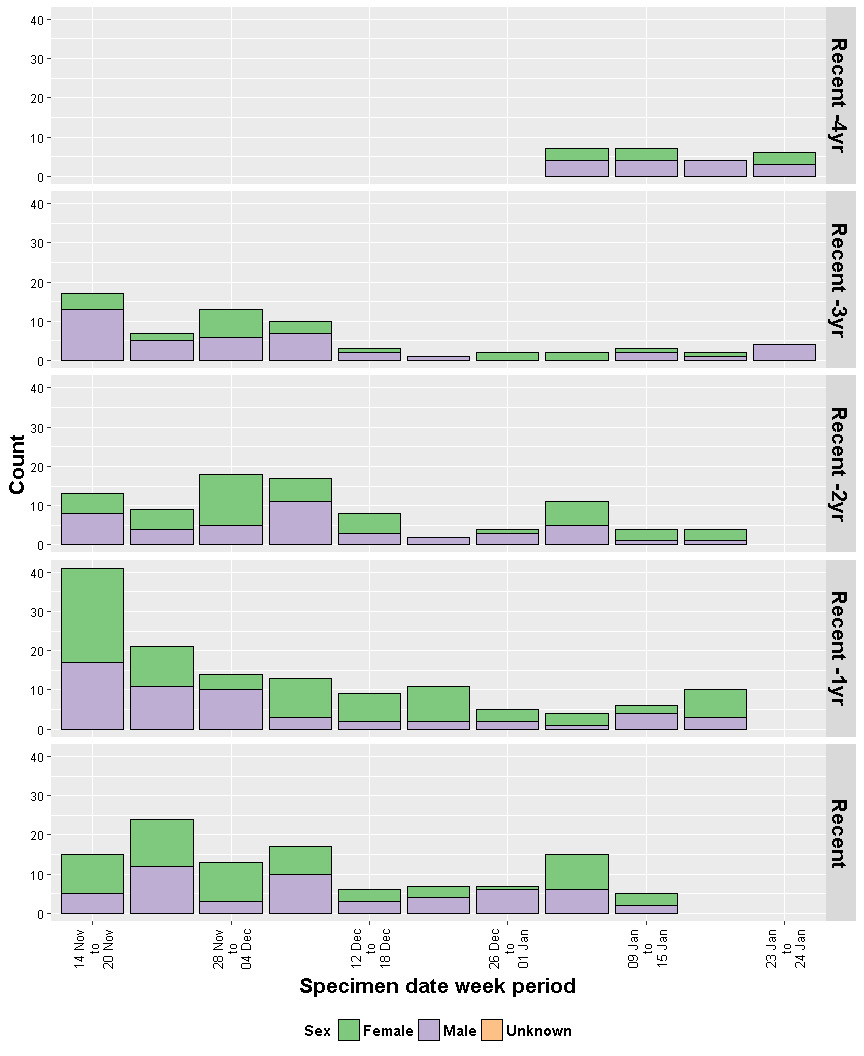 40
30
20
10
0
Recent -4yr
40
30
20
10
0
Recent -3yr
40
30
20
10
0
Recent -2yr
40
30
20
10
0
Recent -1yr
40
30
20
10
0
Recent
Count
14 Nov
to
20 Nov
28 Nov
to
04 Dec
12 Dec
to
18 Dec
26 Dec
to
01 Jan
09 Jan
to
15 Jan
23 Jan
to
24 Jan
Specimen date week period
Sex Female Male Unknown